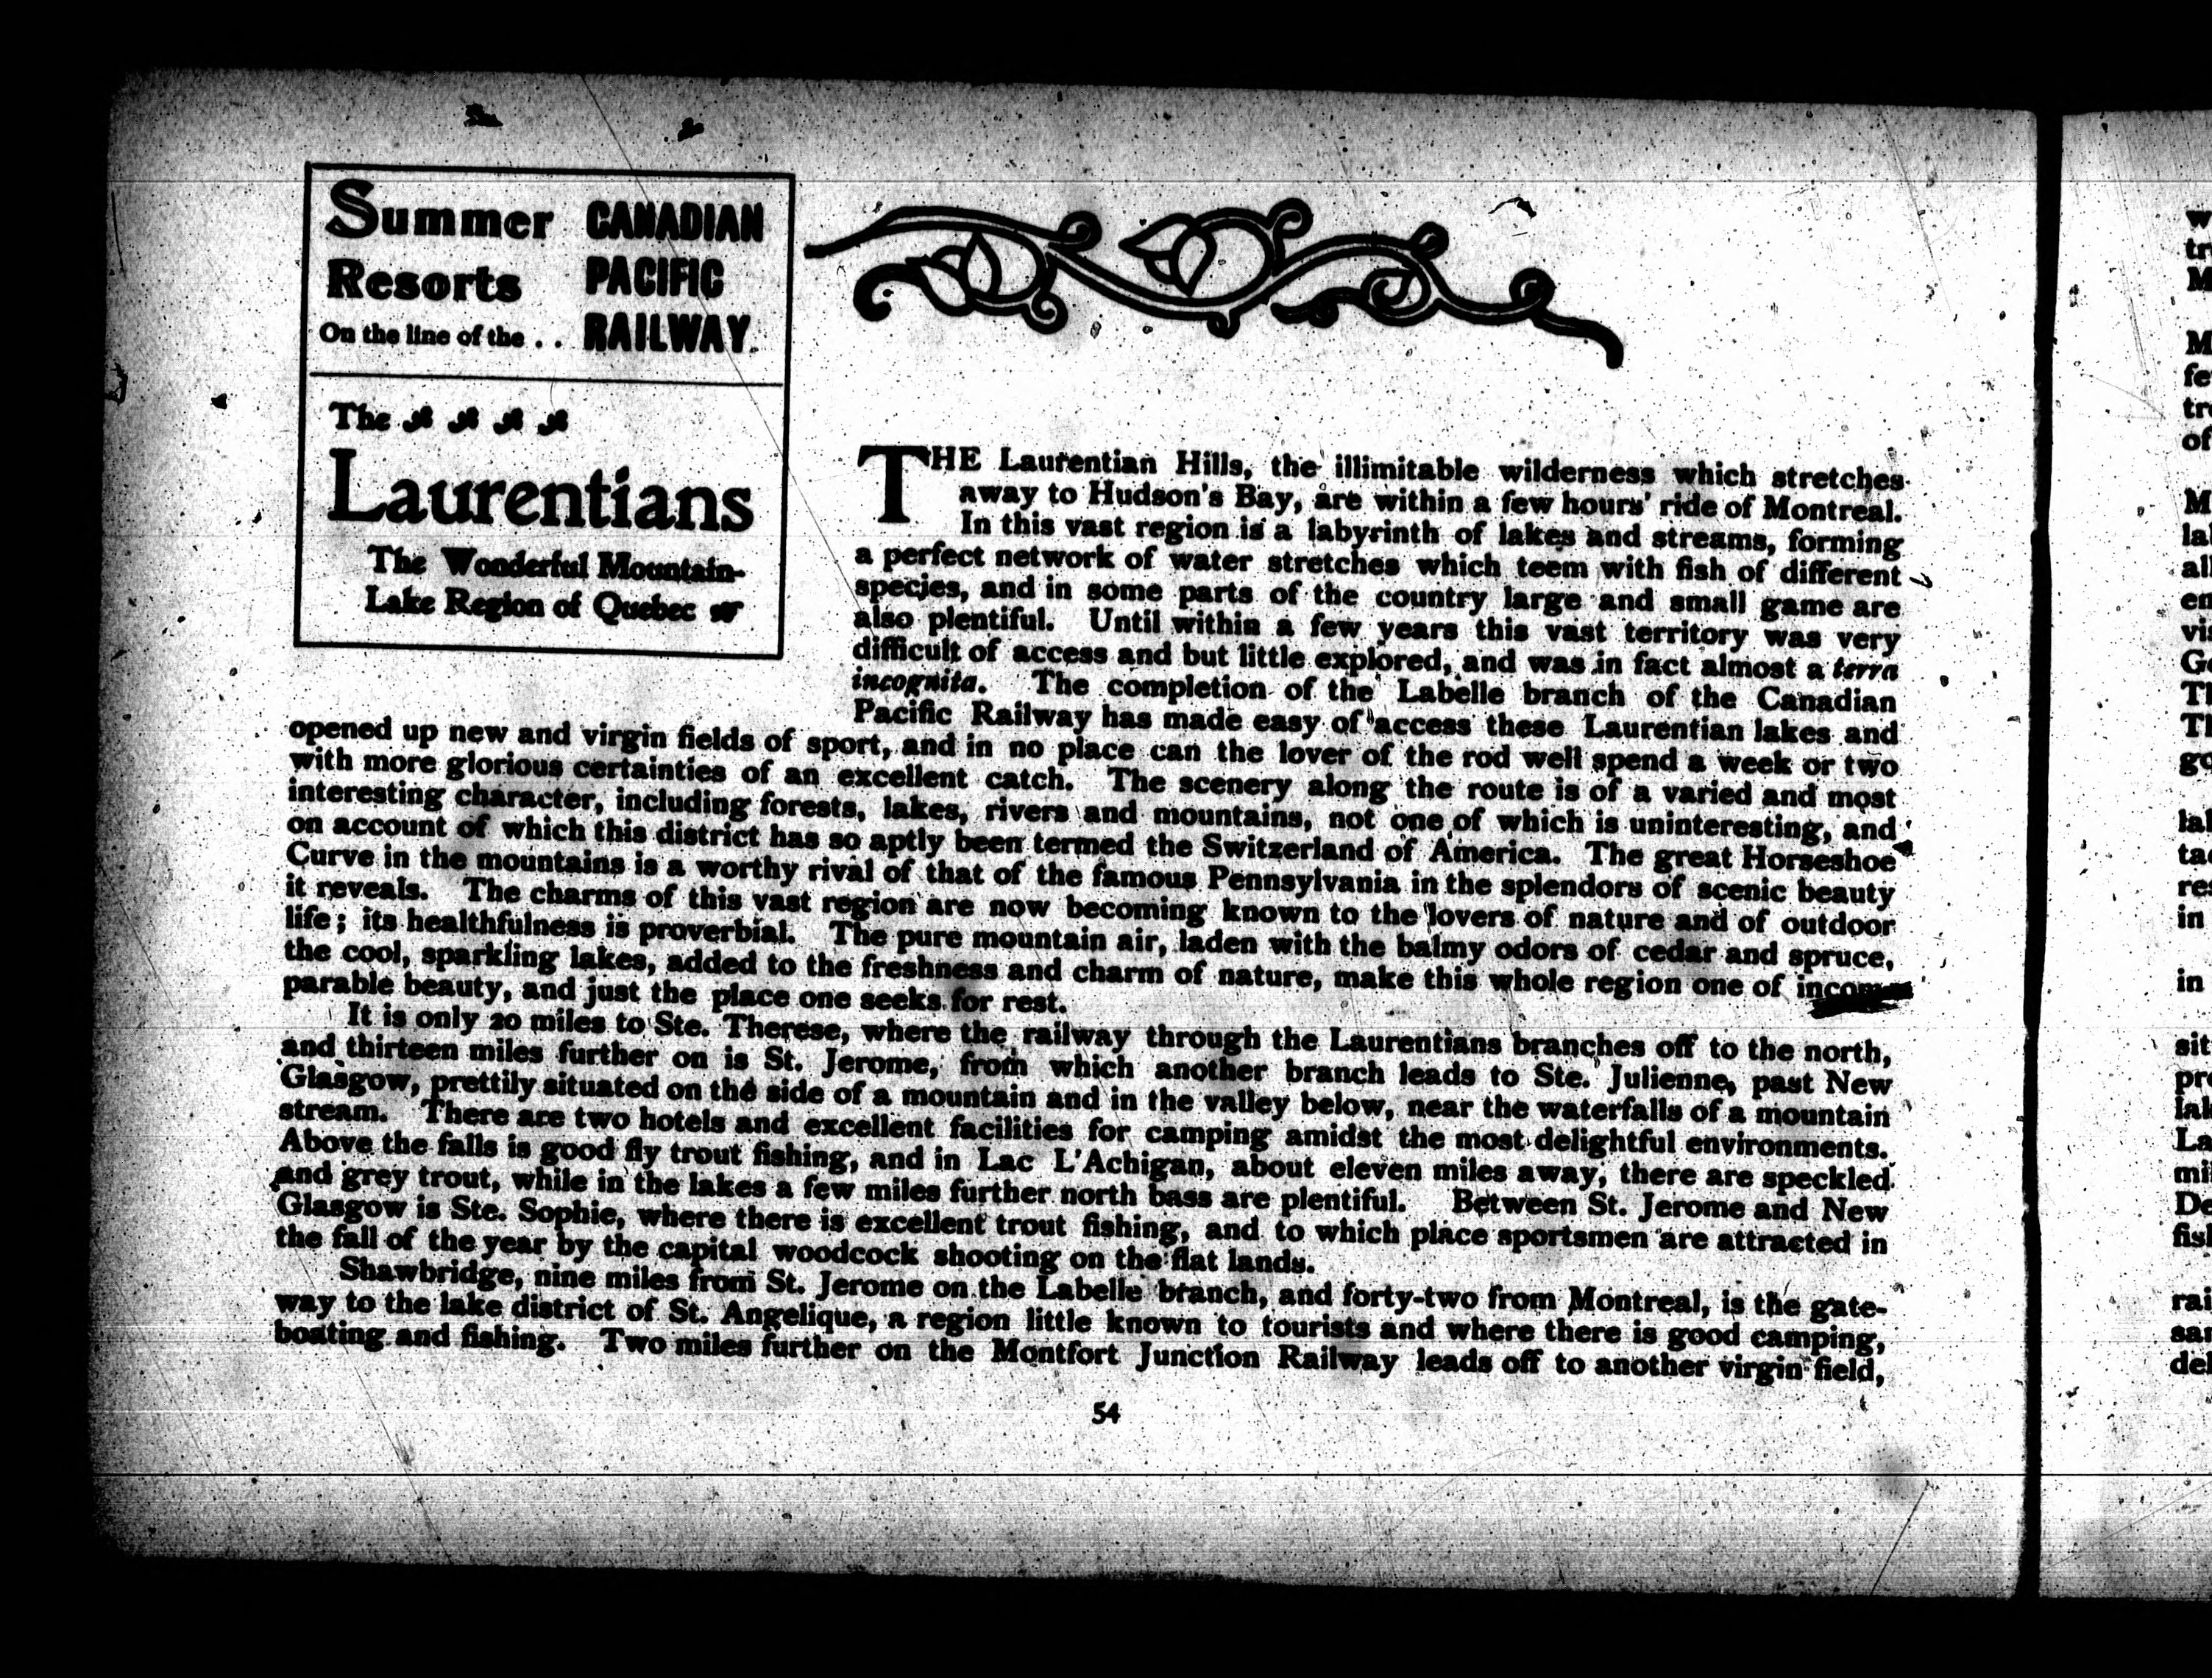 Summer
Resorts
On the line of the . .
CANADIAN
PACIFIC
RAILWAY
The
Laurentians
The Wonderful Mountain-
Lake Region of Quebec
THE Laurentian Hills, the illimitable wilderness which stretches
away to Hudson's Bay, are within a few hours' ride of Montreal.
In this vast region is a labyrinth of lakes and streams, forming
a perfect network of water stretches which teem with fish of different
species, and in some parts of the country large and small game are
also plentiful. Until within a few years this vast territory was very
difficult of access and but little explored, and was in fact almost a terra
incognita. The completion of the Labelle branch of the Canadian
Pacific Railway has made easy of access these Laurentian lakes and
opened up new and virgin fields of sport, and in no place can the lover of the rod well spend a week or two
with more glorious certainties of an excellent catch. The scenery along the route is of a varied and most
interesting character, including forests, lakes, rivers and mountains, not one of which is uninteresting, and
on account of which this district has so aptly been termed the Switzerland of America. The great Horseshoe
Curve in the mountains is a worthy rival of that of the famous Pennsylvania in the splendors of scenic beauty
it reveals. The charms of this vast region are now becoming known to the lovers of nature and of outdoor
life; its healthfulness is proverbial. The pure mountain air, laden with the balmy odors of cedar and spruce,
the cool, sparkling lakes, added to the freshness and charm of nature, make this whole region one of incom-
parable beauty, and just the place one seeks for rest.
It is only 20 miles to Ste. Therese, where the railway through the Laurentians branches off to the north,
and thirteen miles further on is St. Jerome, from which another branch leads to Ste. Julienne, past New
Glasgow, prettily situated on the side of a mountain and in the valley below, near the waterfalls of a mountain
stream. There are two hotels and excellent facilities for camping amidst the most delightful environments.
Above the falls is good fly trout fishing, and in Lac L'Achigan, about eleven miles away, there are speckled
and grey trout, while in the lakes a few miles further north bass are plentiful. Between St. Jerome and New
Glasgow is Ste. Sophie, where there is excellent trout fishing, and to which place sportsmen are attracted in
the fall of the year by the capital woodcock shooting on the flat lands.
Shawbridge, nine miles from St. Jerome on the Labelle branch, and forty-two from Montreal, is the gate-
way to the lake district of St. Angelique, a region little known to tourists and where there is good camping,
boating and fishing. Two miles further on the Montfort Junction Railway leads off to another virgin field,
54